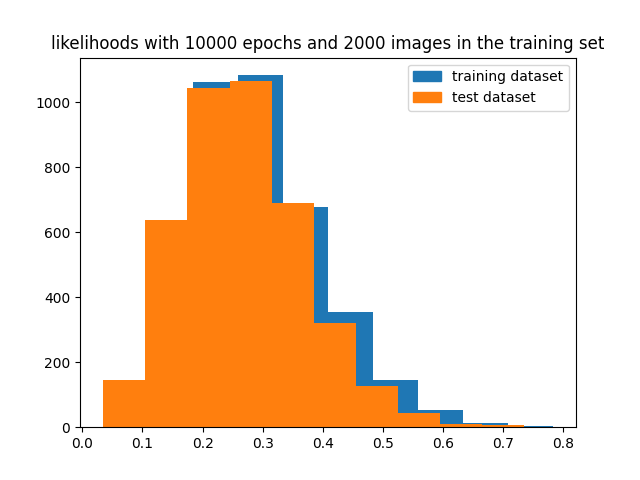 likelihoods with 10000 epochs and 2000 images in the training set
training dataset
test dataset
1000
800
600
400
200
0
0.0 0.1 0.2 0.3 0.4 0.5 0.6 0.7 0.8